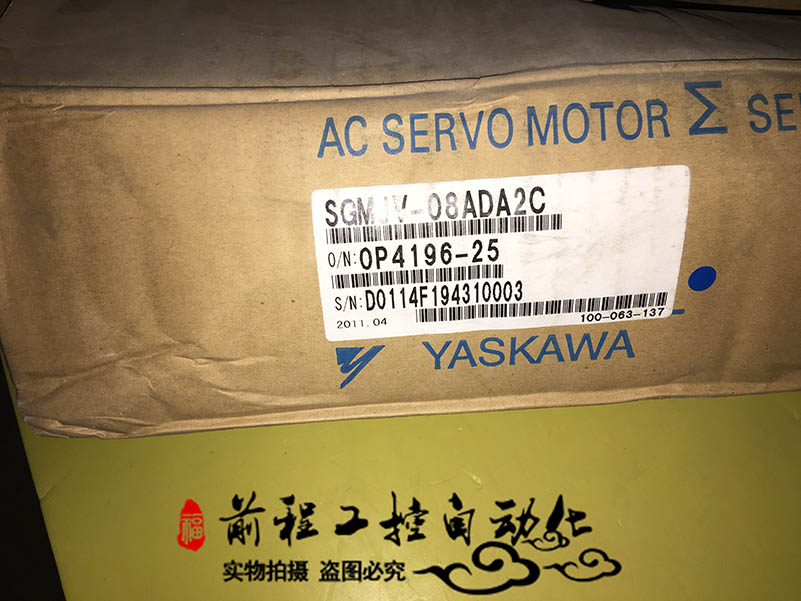 AC SERVO MOTOR Σ SE
SGMJV-08ADA2C
O/N:OP4196-25
S/N:D0114F194310003
2011.04
100-063-137
YASKAWA
福
前程工控自动化
实物拍摄 盗图必究